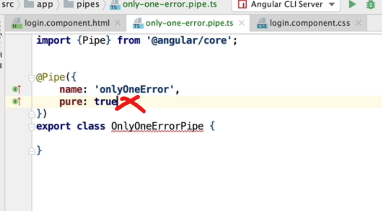 src
app
pipes
only-one-error.pipe.ts
Angular CLI Server
login.component.html
only-one-error.pipe.ts
login.component.css
import {Pipe} from '@angular/core';
@Pipe({
name: 'onlyOneError',
pure: true
})
export class OnlyOneErrorPipe {
}